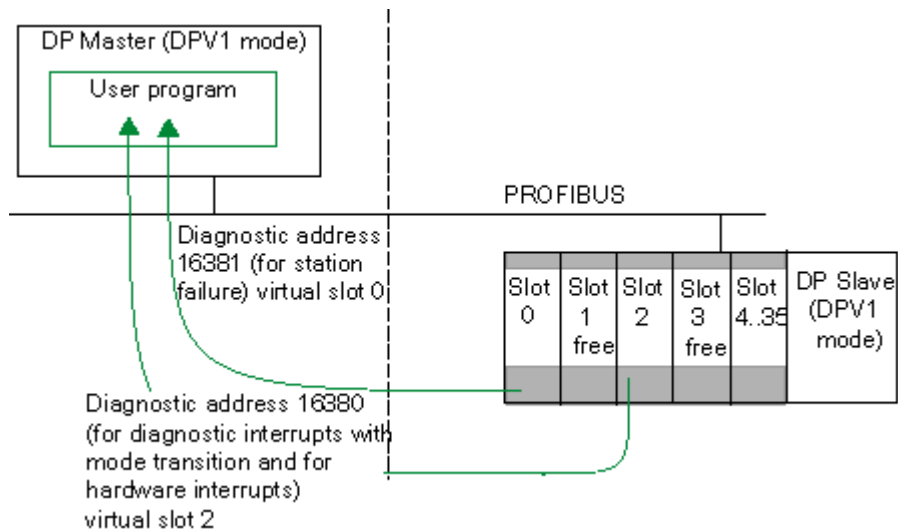 DP Master (DPV1 mode)
User program
PROFIBUS
Diagnostic address
16381 (for station
failure) virtual slot 0
Slot
0
Slot
1
free
Slot
2
Slot
3
free
Slot
4..35
DP Slave
(DPV1
mode)
Diagnostic address 16380
(for diagnostic interrupts with
mode transition and for
hardware interrupts)
virtual slot 2